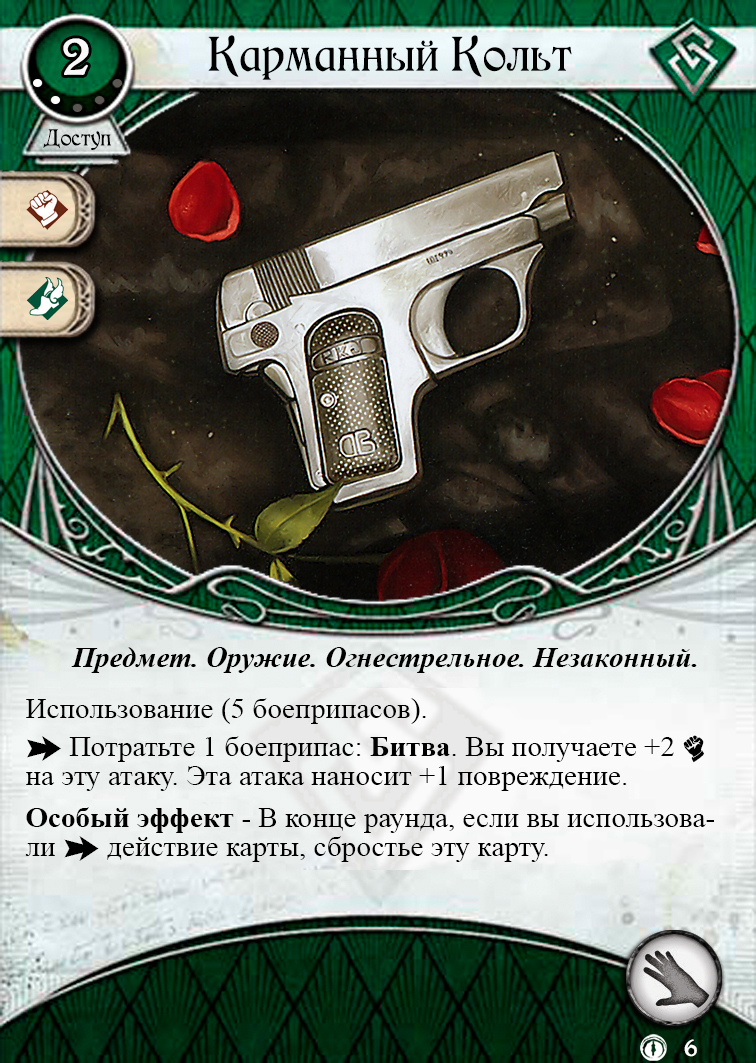 2
Карманный Кольт
Доступ
Предмет. Оружие. Огнестрельное. Незаконный.
Использование (5 боеприпасов).
Потратьте 1 боеприпас: Битва. Вы получаете +2
на эту атаку. Эта атака наносит +1 повреждение.
Особый эффект - В конце раунда, если вы использова-
ли действие карты, сбростье эту карту.
6